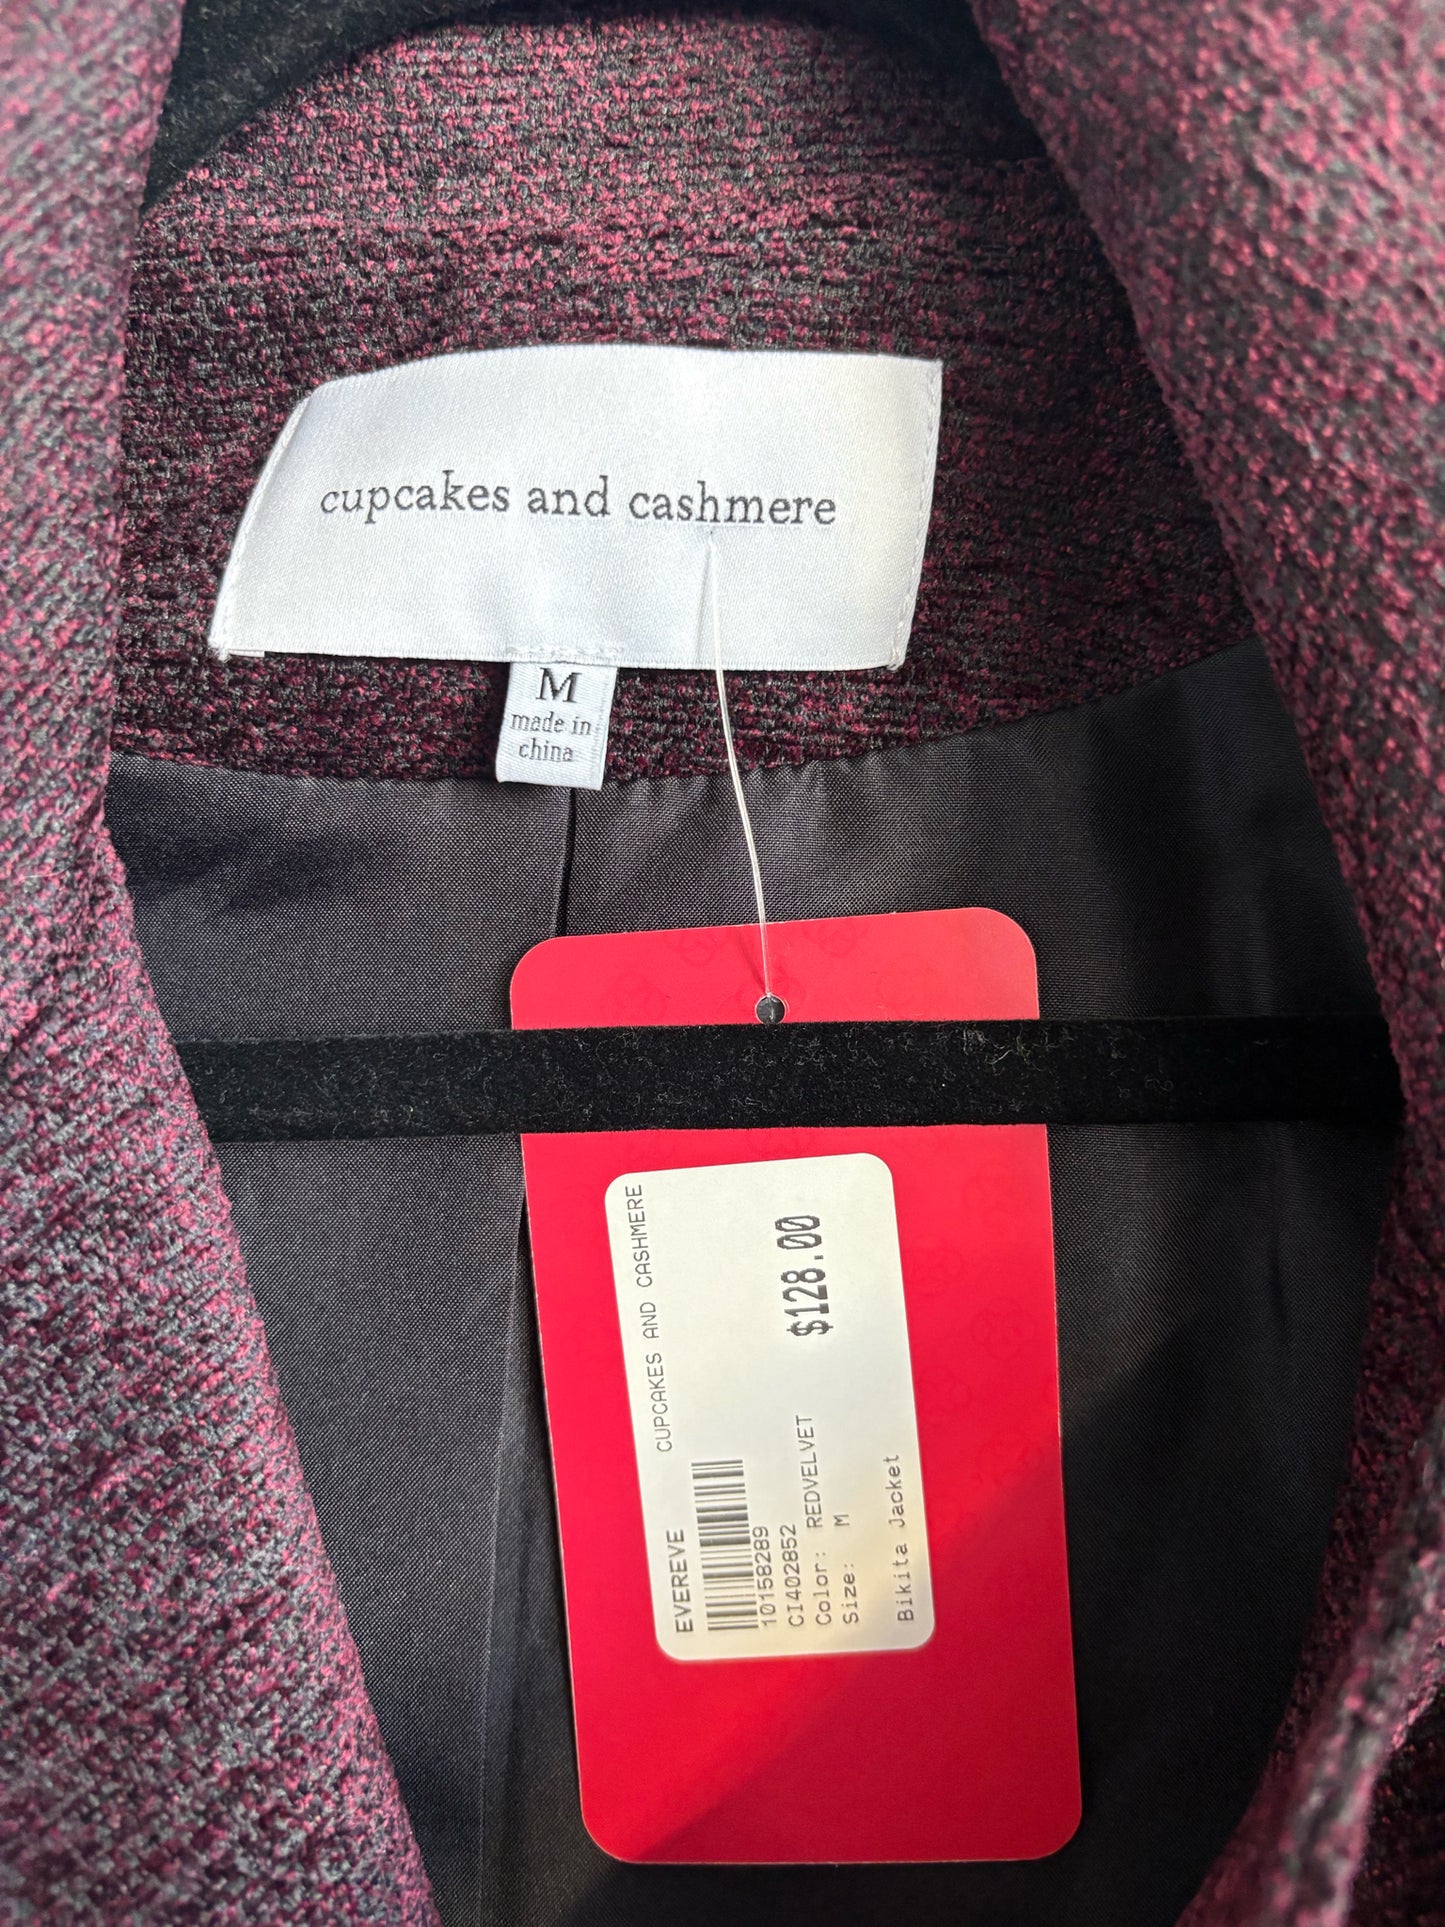 cupcakes and cashmere
M
made in
china
EVEREVE CUPCAKES AND CASHMERE
10158289
CI402852 $128.00
Color: REDVELVET
Size: M
Bikita Jacket